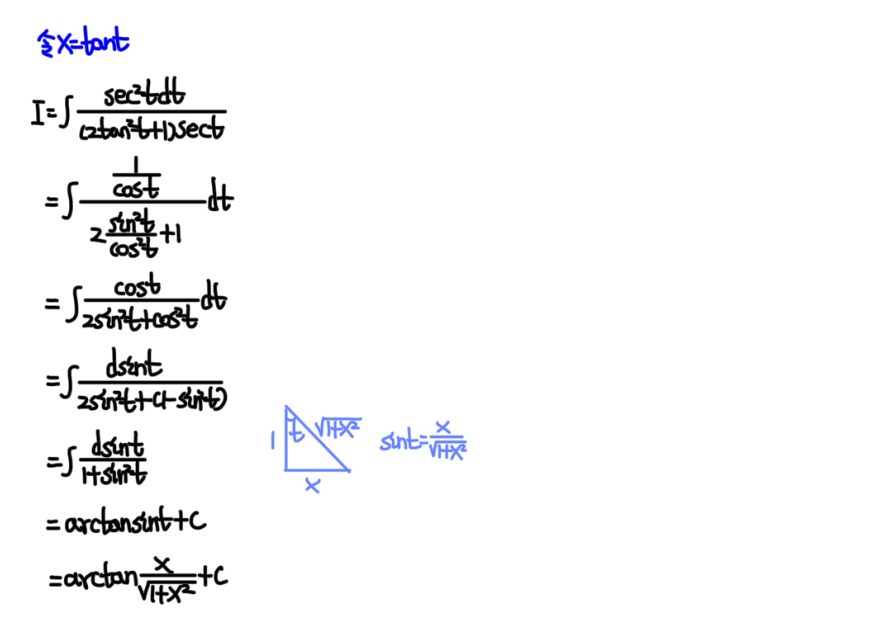 令x=tant
I=∫ sec²tdt / (2tan²t+1)sect
=∫ (1/cost) / (2 sin²t/cos²t +1) dt
=∫ cost / (2sin²t+cos²t) dt
=∫ dsint / (2sin²t+(1-sin²t))
1 t √(1+x²) x sint=x/√(1+x²)
=∫ dsint / (1+sin²t)
=arctansint+C
=arctan x/√(1+x²) +C